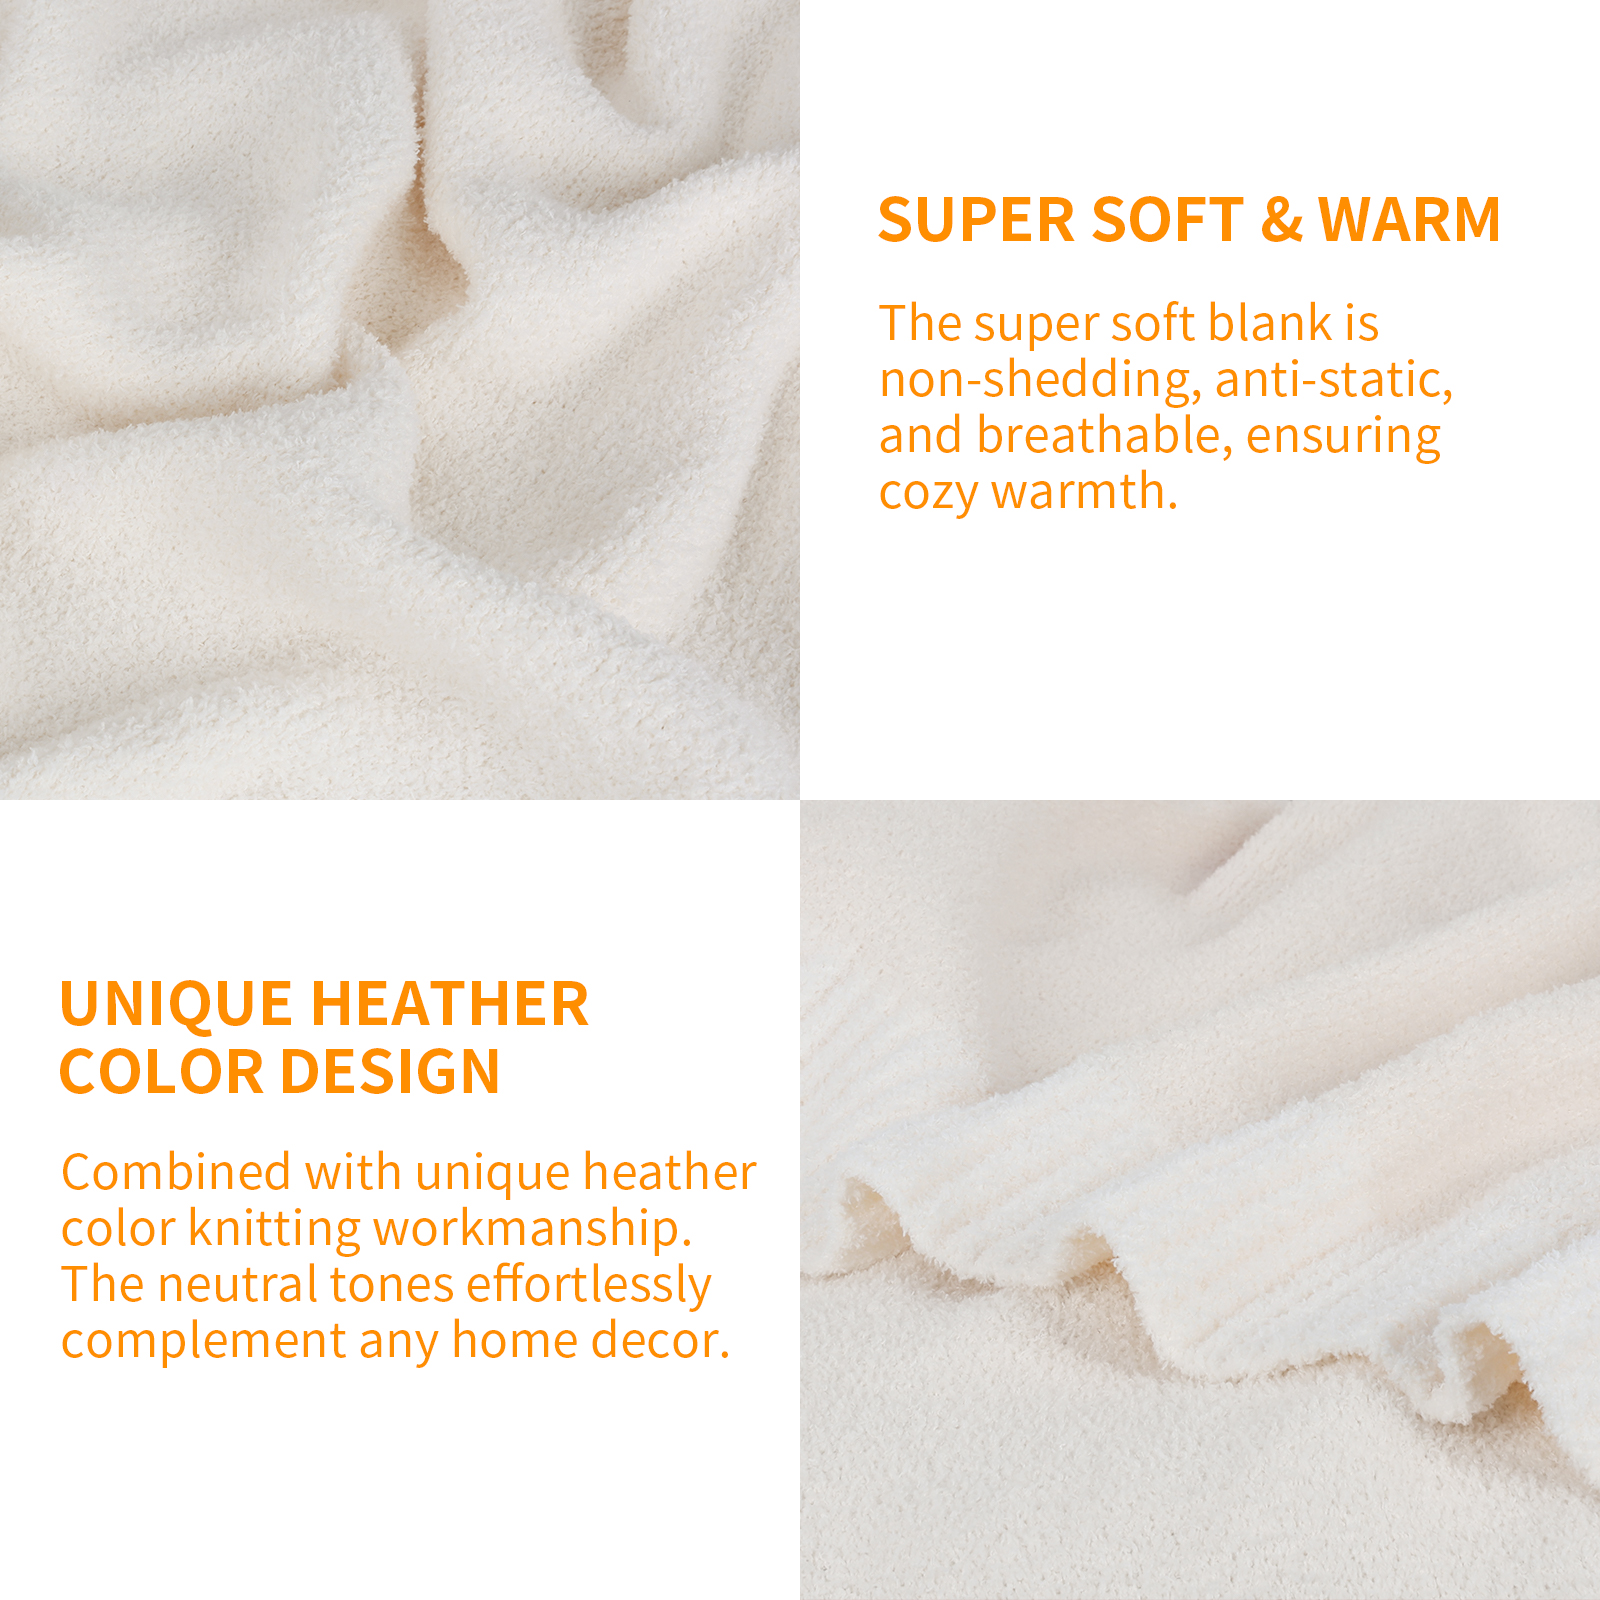 SUPER SOFT & WARM
The super soft blank is
non-shedding, anti-static,
and breathable, ensuring
cozy warmth.
UNIQUE HEATHER
COLOR DESIGN
Combined with unique heather
color knitting workmanship.
The neutral tones effortlessly
complement any home decor.